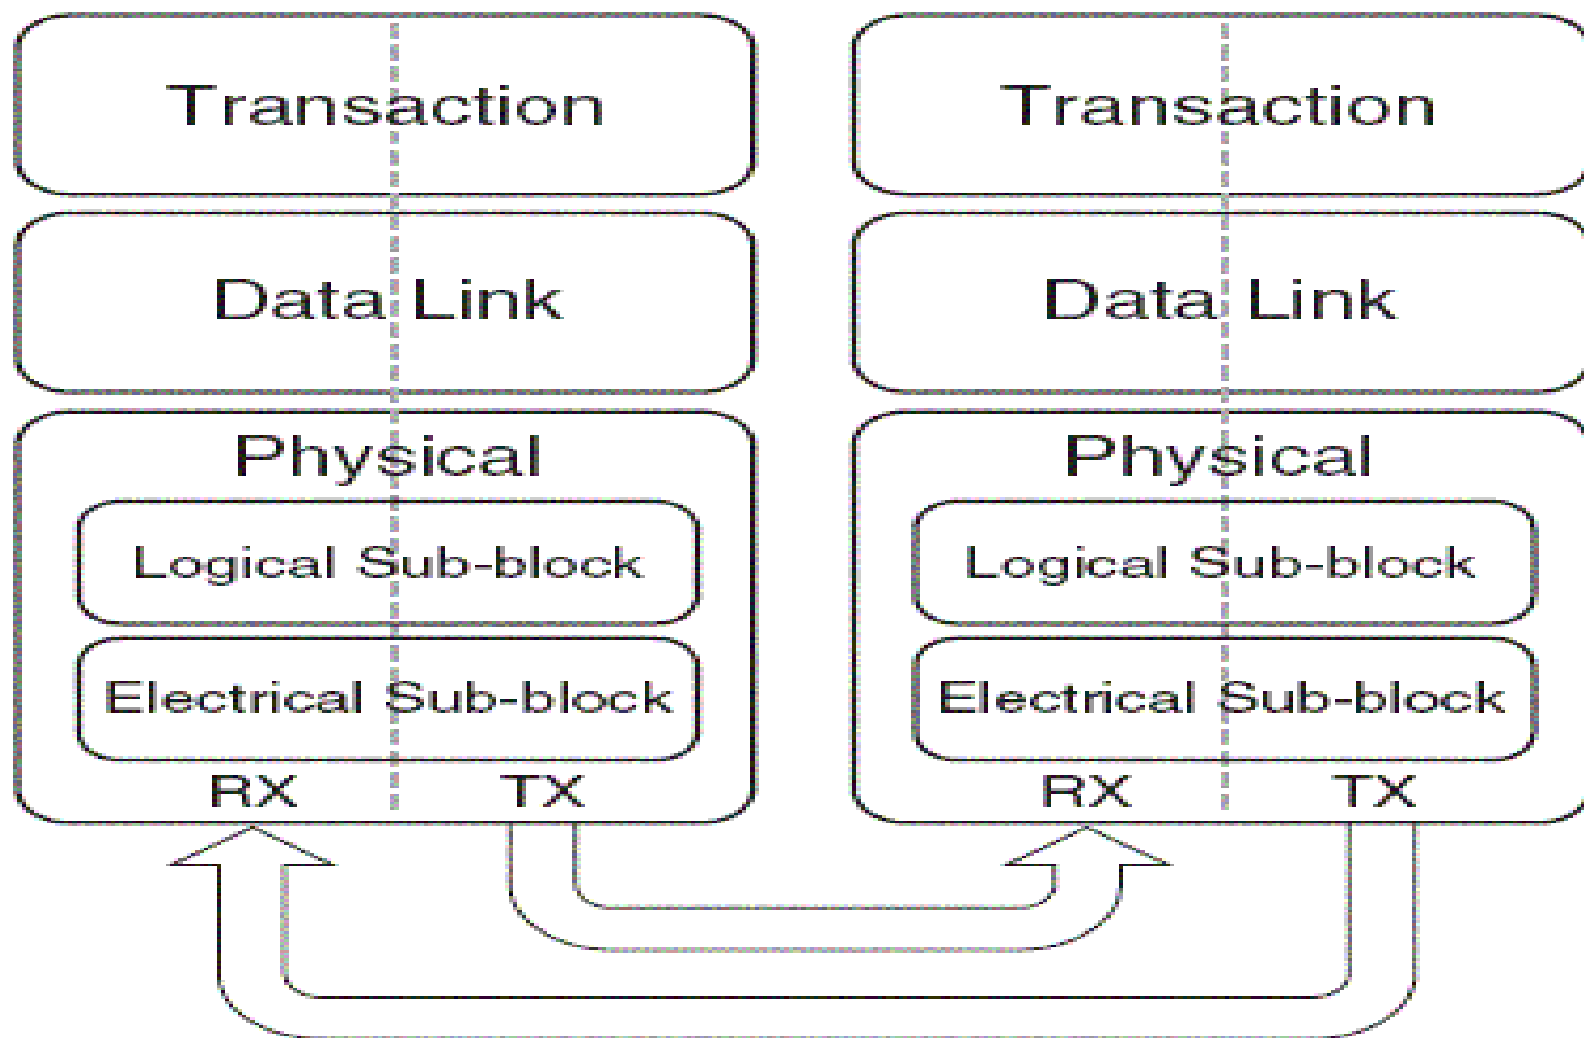 Transaction
Data Link
Physical
Logical Sub-block
Electrical Sub-block
RX TX
Transaction
Data Link
Physical
Logical Sub-block
Electrical Sub-block
RX TX